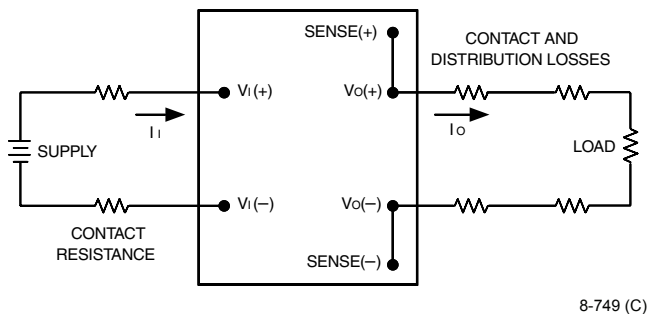 SENSE(+)
CONTACT AND
DISTRIBUTION LOSSES
VI(+)
VO(+)
II
IO
SUPPLY
LOAD
VI(–)
VO(–)
CONTACT
RESISTANCE
SENSE(–)
8-749 (C)